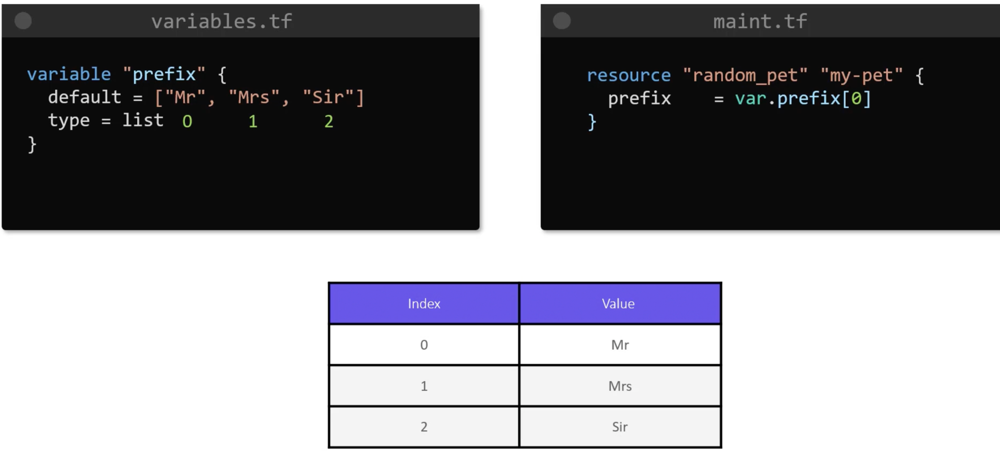 variables.tf
variable "prefix" {
  default = ["Mr", "Mrs", "Sir"]
  type = list 0 1 2
}
maint.tf
resource "random_pet" "my-pet" {
  prefix    = var.prefix[0]
}
Index Value
0 Mr
1 Mrs
2 Sir